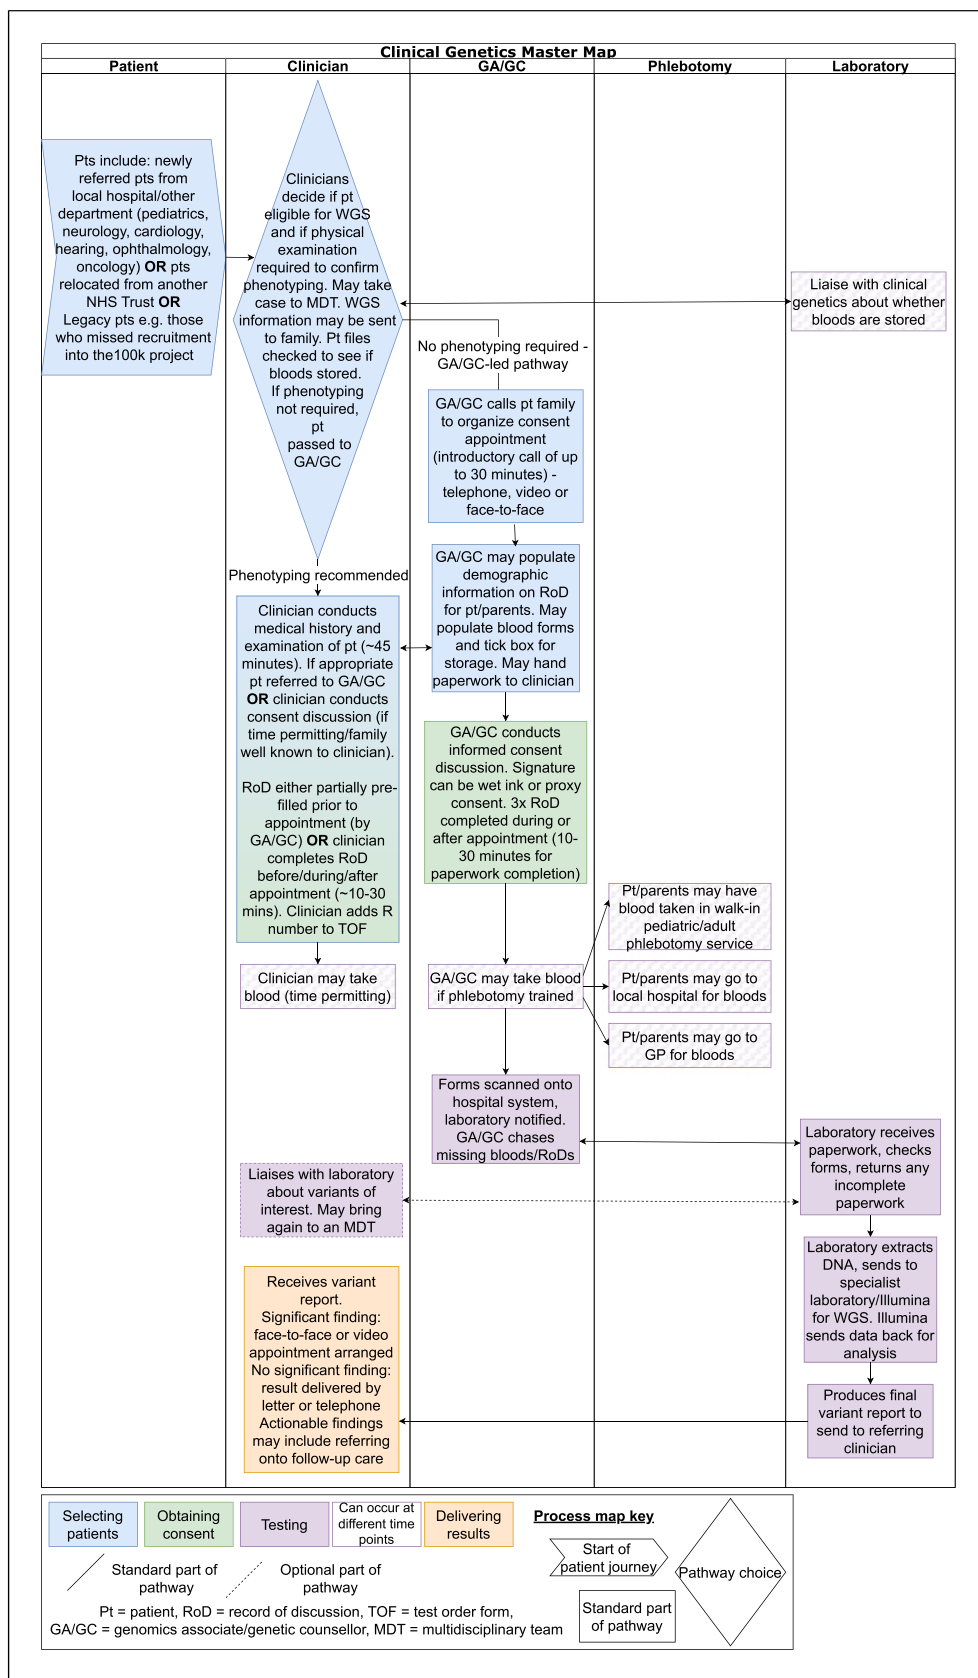 Clinical Genetics Master Map
Patient
Clinician
GA/GC
Phlebotomy
Laboratory
Pts include: newly
referred pts from
local hospital/other
department (pediatrics,
neurology, cardiology,
hearing, ophthalmology,
oncology) OR pts
relocated from another
NHS Trust OR
Legacy pts e.g. those
who missed recruitment
into the100k project
Clinicians
decide if pt
eligible for WGS
and if physical
examination
required to confirm
phenotyping. May take
case to MDT. WGS
information may be sent
to family. Pt files
checked to see if
bloods stored.
If phenotyping
not required,
pt
passed to
GA/GC
Liaise with clinical
genetics about whether
bloods are stored
No phenotyping required -
GA/GC-led pathway
GA/GC calls pt family
to organize consent
appointment
(introductory call of up
to 30 minutes) -
telephone, video or
face-to-face
Phenotyping recommended
GA/GC may populate
demographic
information on RoD
for pt/parents. May
populate blood forms
and tick box for
storage. May hand
paperwork to clinician
Clinician conducts
medical history and
examination of pt (~45
minutes). If appropriate
pt referred to GA/GC
OR clinician conducts
consent discussion (if
time permitting/family
well known to clinician).
RoD either partially pre-
filled prior to
appointment (by
GA/GC) OR clinician
completes RoD
before/during/after
appointment (~10-30
mins). Clinician adds R
number to TOF
GA/GC conducts
informed consent
discussion. Signature
can be wet ink or proxy
consent. 3x RoD
completed during or
after appointment (10-
30 minutes for
paperwork completion)
Pt/parents may have
blood taken in walk-in
pediatric/adult
phlebotomy service
Clinician may take
blood (time permitting)
GA/GC may take blood
if phlebotomy trained
Pt/parents may go to
local hospital for bloods
Pt/parents may go to
GP for bloods
Forms scanned onto
hospital system,
laboratory notified.
GA/GC chases
missing bloods/RoDs
Laboratory receives
paperwork, checks
forms, returns any
incomplete
paperwork
Liaises with laboratory
about variants of
interest. May bring
again to an MDT
Laboratory extracts
DNA, sends to
specialist
laboratory/Illumina
for WGS. Illumina
sends data back for
analysis
Receives variant
report.
Significant finding:
face-to-face or video
appointment arranged
No significant finding:
result delivered by
letter or telephone
Actionable findings
may include referring
onto follow-up care
Produces final
variant report to
send to referring
clinician
Selecting
patients
Obtaining
consent
Testing
Can occur at
different time
points
Delivering
results
Process map key
Start of
patient journey
Pathway choice
Standard part of
pathway
Optional part of
pathway
Standard part
of pathway
Pt = patient, RoD = record of discussion, TOF = test order form,
GA/GC = genomics associate/genetic counsellor, MDT = multidisciplinary team